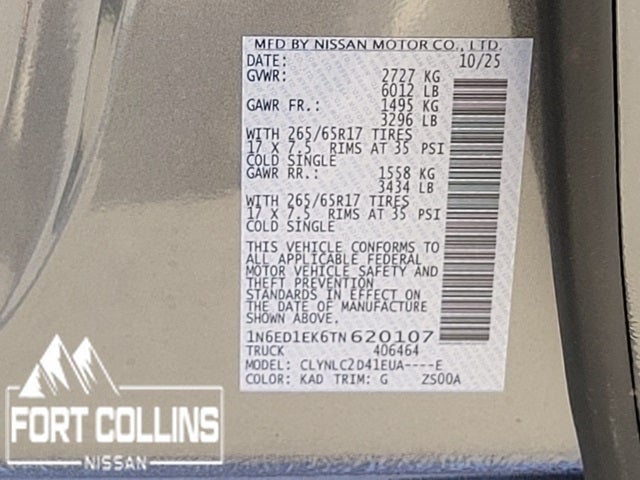 MFD BY NISSAN MOTOR CO., LTD.
DATE: 10/25
GVWR: 2727 KG
6012 LB
GAWR FR.: 1495 KG
3296 LB
WITH 265/65R17 TIRES
17 X 7.5 RIMS AT 35 PSI
COLD SINGLE
GAWR RR.: 1558 KG
3434 LB
WITH 265/65R17 TIRES
17 X 7.5 RIMS AT 35 PSI
COLD SINGLE
THIS VEHICLE CONFORMS TO
ALL APPLICABLE FEDERAL
MOTOR VEHICLE SAFETY AND
THEFT PREVENTION
STANDARDS IN EFFECT ON
THE DATE OF MANUFACTURE
SHOWN ABOVE.
1N6ED1EK6TN620107
TRUCK 406464
MODEL: CLYNLC2D41EUA----E
COLOR: KAD TRIM: G ZS00A
FORT COLLINS
NISSAN